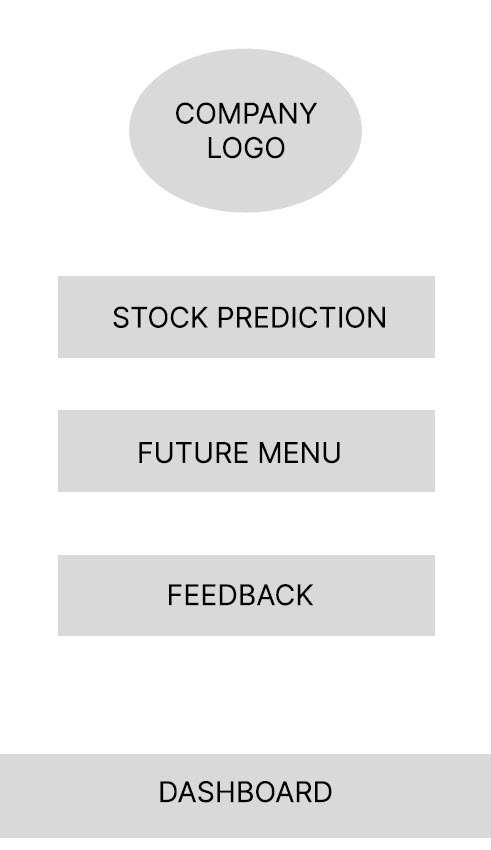 COMPANY
LOGO
STOCK PREDICTION
FUTURE MENU
FEEDBACK
DASHBOARD